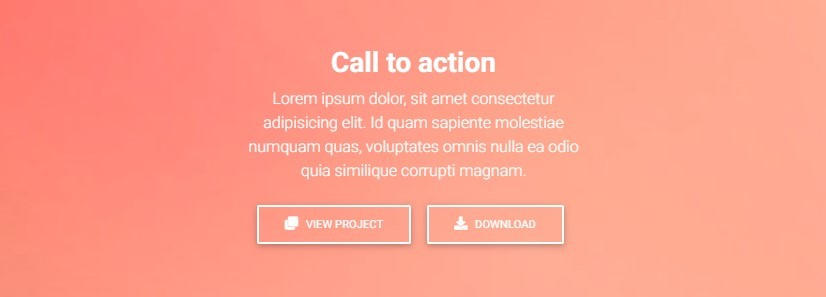 Call to action
Lorem ipsum dolor, sit amet consectetur
adipisicing elit. Id quam sapiente molestiae
numquam quas, voluptates omnis nulla ea odio
quia similique corrupti magnam.
VIEW PROJECT
DOWNLOAD